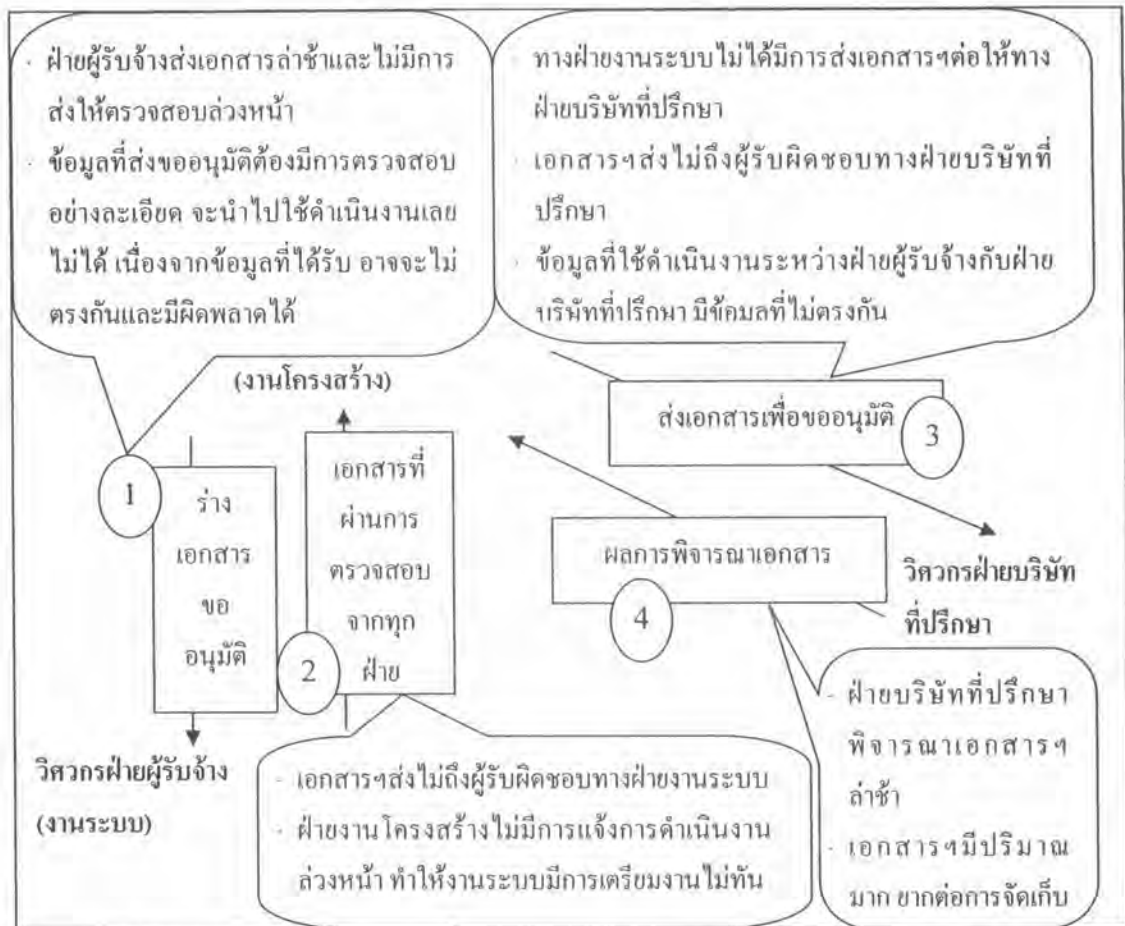 · ฝ่ายผู้รับจ้างส่งเอกสารล่าช้าและไม่มีการ
ส่งให้ตรวจสอบล่วงหน้า
· ข้อมูลที่ส่งขออนุมัติต้องมีการตรวจสอบ
อย่างละเอียด จะนำไปใช้ดำเนินงานเลย
ไม่ได้ เนื่องจากข้อมูลที่ได้รับ อาจจะไม่
ตรงกันและมีผิดพลาดได้
· ทางฝ่ายงานระบบไม่ได้มีการส่งเอกสารฯต่อให้ทาง
ฝ่ายบริษัทที่ปรึกษา
· เอกสารฯส่งไม่ถึงผู้รับผิดชอบทางฝ่ายบริษัทที่
ปรึกษา
· ข้อมูลที่ใช้ดำเนินงานระหว่างฝ่ายผู้รับจ้างกับฝ่าย
บริษัทที่ปรึกษา มีข้อมูลที่ไม่ตรงกัน
(งานโครงสร้าง)
ส่งเอกสารเพื่อขออนุมัติ
3
1
ร่าง
เอกสาร
ขอ
อนุมัติ
เอกสารที่
ผ่านการ
ตรวจสอบ
จากทุก
ฝ่าย
2
ผลการพิจารณาเอกสาร
4
วิศวกรฝ่ายบริษัท
ที่ปรึกษา
วิศวกรฝ่ายผู้รับจ้าง
(งานระบบ)
· เอกสารฯส่งไม่ถึงผู้รับผิดชอบทางฝ่ายงานระบบ
· ฝ่ายงานโครงสร้างไม่มีการแจ้งการดำเนินงาน
ล่วงหน้า ทำให้งานระบบมีการเตรียมงานไม่ทัน
· ฝ่ายบริษัทที่ปรึกษา
พิจารณาเอกสารฯ
ล่าช้า
· เอกสารฯมีปริมาณ
มาก ยากต่อการจัดเก็บ